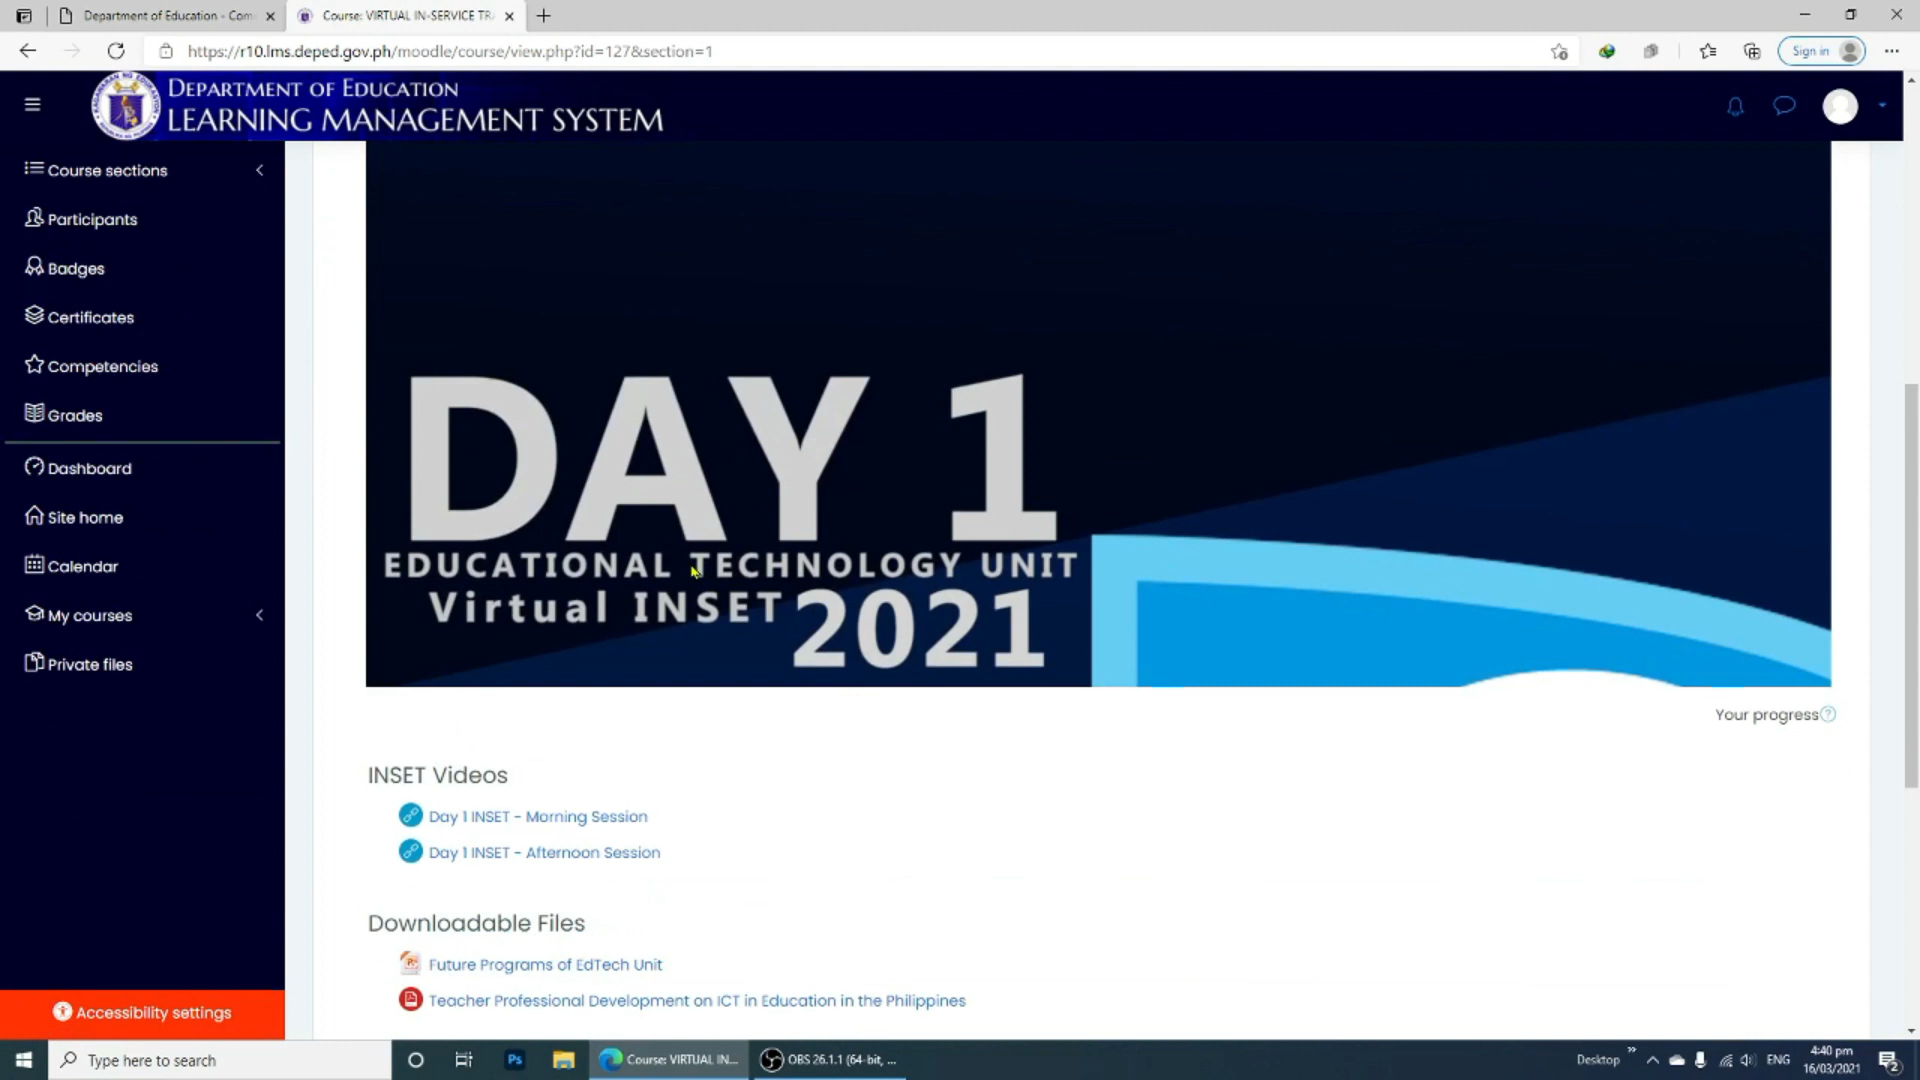 Department of Education - Com
Course: VIRTUAL IN-SERVICE TR
https://r10.lms.deped.gov.ph/moodle/course/view.php?id=127&section=1
Sign in
DEPARTMENT OF EDUCATION
LEARNING MANAGEMENT SYSTEM
Course sections
Participants
Badges
Certificates
Competencies
Grades
Dashboard
Site home
Calendar
My courses
Private files
Accessibility settings
DAY 1
EDUCATIONAL TECHNOLOGY UNIT
Virtual INSET 2021
Your progress
INSET Videos
Day 1 INSET - Morning Session
Day 1 INSET - Afternoon Session
Downloadable Files
Future Programs of EdTech Unit
Teacher Professional Development on ICT in Education in the Philippines
Type here to search
Ps
Course: VIRTUAL IN...
OBS 26.1.1 (64-bit, ...
Desktop
ENG
4:40 pm
16/03/2021
2